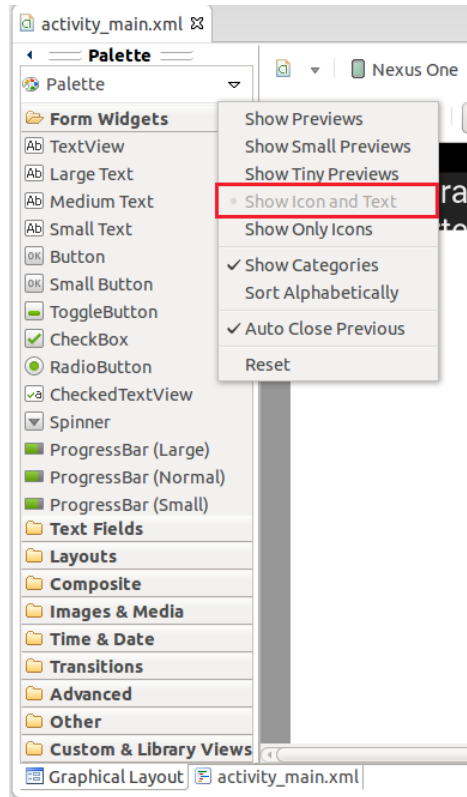 activity_main.xml
Palette
Palette
Nexus One
Form Widgets
TextView
Large Text
Medium Text
Small Text
Button
Small Button
ToggleButton
CheckBox
RadioButton
CheckedTextView
Spinner
ProgressBar (Large)
ProgressBar (Normal)
ProgressBar (Small)
Text Fields
Layouts
Composite
Images & Media
Time & Date
Transitions
Advanced
Other
Custom & Library Views
Show Previews
Show Small Previews
Show Tiny Previews
Show Icon and Text
Show Only Icons
Show Categories
Sort Alphabetically
Auto Close Previous
Reset
ra
Graphical Layout
activity_main.xml